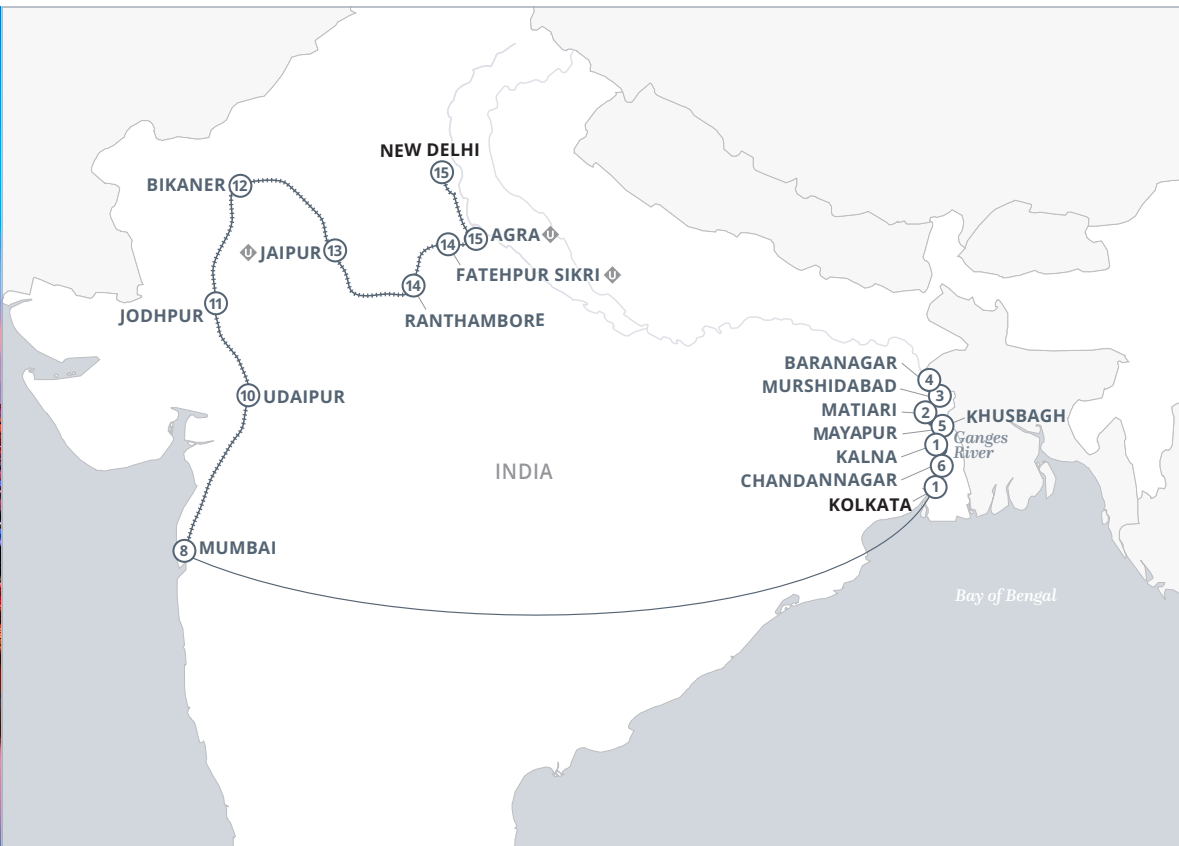 NEW DELHI
15
BIKANER 12
15 AGRA U
14
U JAIPUR 13
FATEHPUR SIKRI U
14
11
JODHPUR
RANTHAMBORE
BARANAGAR
4
MURSHIDABAD
3
10 UDAIPUR
MATIARI 2
KHUSBAGH
5
MAYAPUR
Ganges
River
1
KALNA
6
INDIA
CHANDANNAGAR
1
KOLKATA
8 MUMBAI
Bay of Bengal